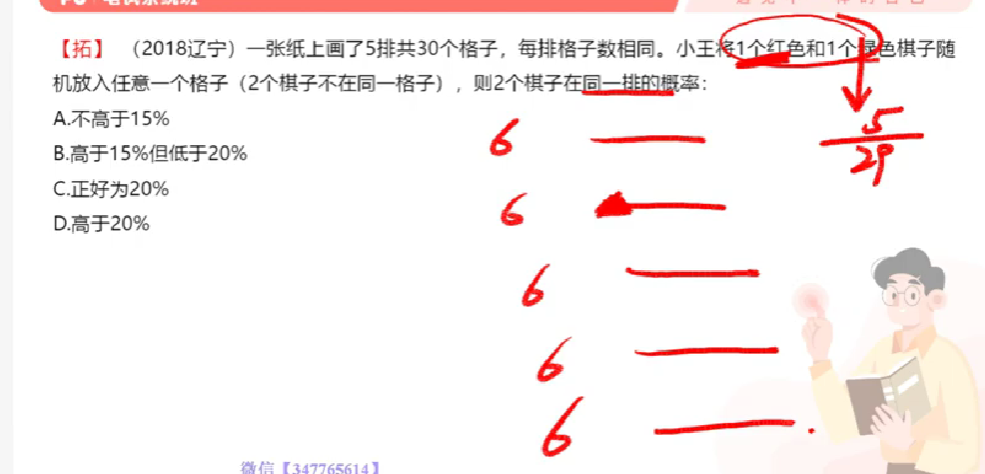 【拓】 （2018辽宁）一张纸上画了5排共30个格子，每排格子数相同。小王将1个红色和1个绿色棋子随
机放入任意一个格子（2个棋子不在同一格子），则2个棋子在同一排的概率：
A.不高于15%
B.高于15%但低于20%
C.正好为20%
D.高于20%
5
29
6
6
6
6
6
微信【347765614】